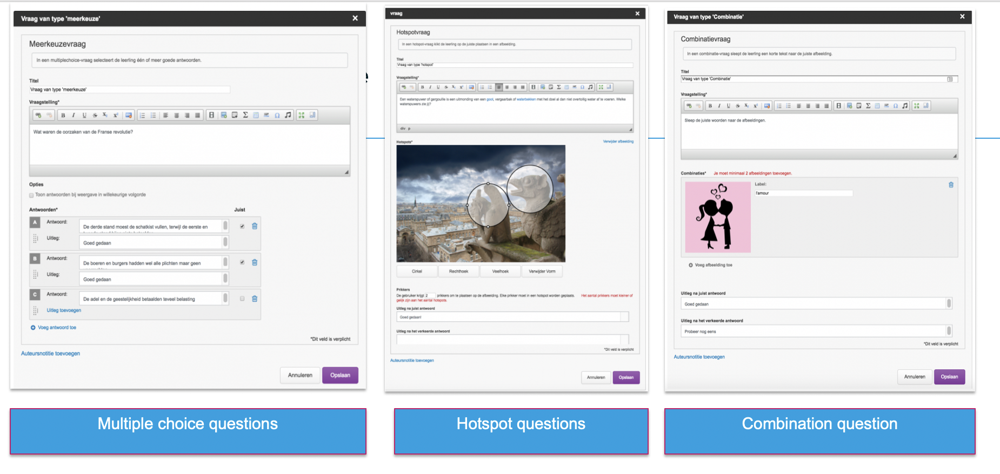 Vraag van type 'meerkeuze'
Meerkeuzevraag
In een multiplechoice-vraag selecteert de leerling één of meer goede antwoorden.
Titel
Vraag van type 'meerkeuze'
Vraagstelling*
Wat waren de oorzaken van de Franse revolutie?
Opties
Toon antwoorden bij weergave in willekeurige volgorde
Antwoorden* Juist
A Antwoord: De derde stand moest de schatkist vullen, terwijl de eerste en
Uitleg: Goed gedaan
B Antwoord: De boeren en burgers hadden wel alle plichten maar geen
Uitleg: Goed gedaan
C Antwoord: De adel en de geestelijkheid betaalden teveel belasting
Uitleg toevoegen
Voeg antwoord toe
*Dit veld is verplicht
Auteursnotitie toevoegen
Annuleren Opslaan
Multiple choice questions
vraag
Hotspotvraag
In een hotspot-vraag klikt de leerling op de juiste plaatsen in een afbeelding.
Titel
Vraag van type 'hotspot'
Vraagstelling*
Een waterspuwer of gargouille is een uitmonding van een goot, vergaarbak of waterbekken met het doel al dan niet overtollig water af te voeren. Welke
waterspuwers zie jij?
div p
Hotspots* Verwijder afbeelding
Cirkel Rechthoek Veelhoek Verwijder Vorm
Prikkers
De gebruiker krijgt 2 prikkers om te plaatsen op de afbeelding. Elke prikker moet in een hotspot worden geplaats. Het aantal prikkers moet kleiner of
gelijk zijn aan het aantal hotspots.
Uitleg na juist antwoord
Goed gedaan!
Uitleg na het verkeerde antwoord
*Dit veld is verplicht
Auteursnotitie toevoegen
Annuleren Opslaan
Hotspot questions
Vraag van type 'Combinatie'
Combinatievraag
In een combinatie-vraag sleept de leerling een korte tekst naar de juiste afbeelding.
Titel
Vraag van type 'Combinatie'
Vraagstelling*
Sleep de juiste woorden naar de afbeeldingen.
Combinaties* Je moet minimaal 2 afbeeldingen toevoegen.
Label:
l'amour
Voeg afbeelding toe
Uitleg na juist antwoord
Goed gedaan
Uitleg na het verkeerde antwoord
Probeer nog eens
*Dit veld is verplicht
Auteursnotitie toevoegen
Annuleren Opslaan
Combination question